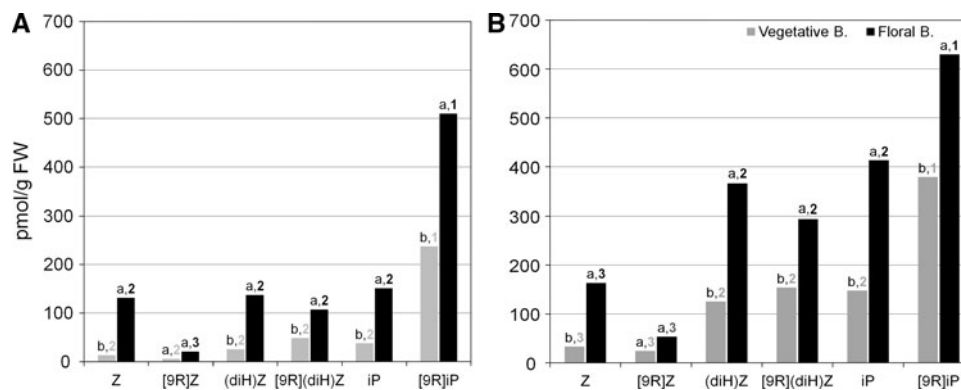 A
pmol/g FW
700
600
500
400
300
200
100
0
b,2
a,2
a,2
a,3
b,2
a,2
b,2
a,2
b,2
a,2
b,1
a,1
Z
[9R]Z
(diH)Z
[9R](diH)Z
iP
[9R]iP
B
Vegetative B.
Floral B.
700
600
500
400
300
200
100
0
b,3
a,3
a,3
a,3
b,2
a,2
b,2
a,2
b,2
a,2
b,1
a,1
Z
[9R]Z
(diH)Z
[9R](diH)Z
iP
[9R]iP